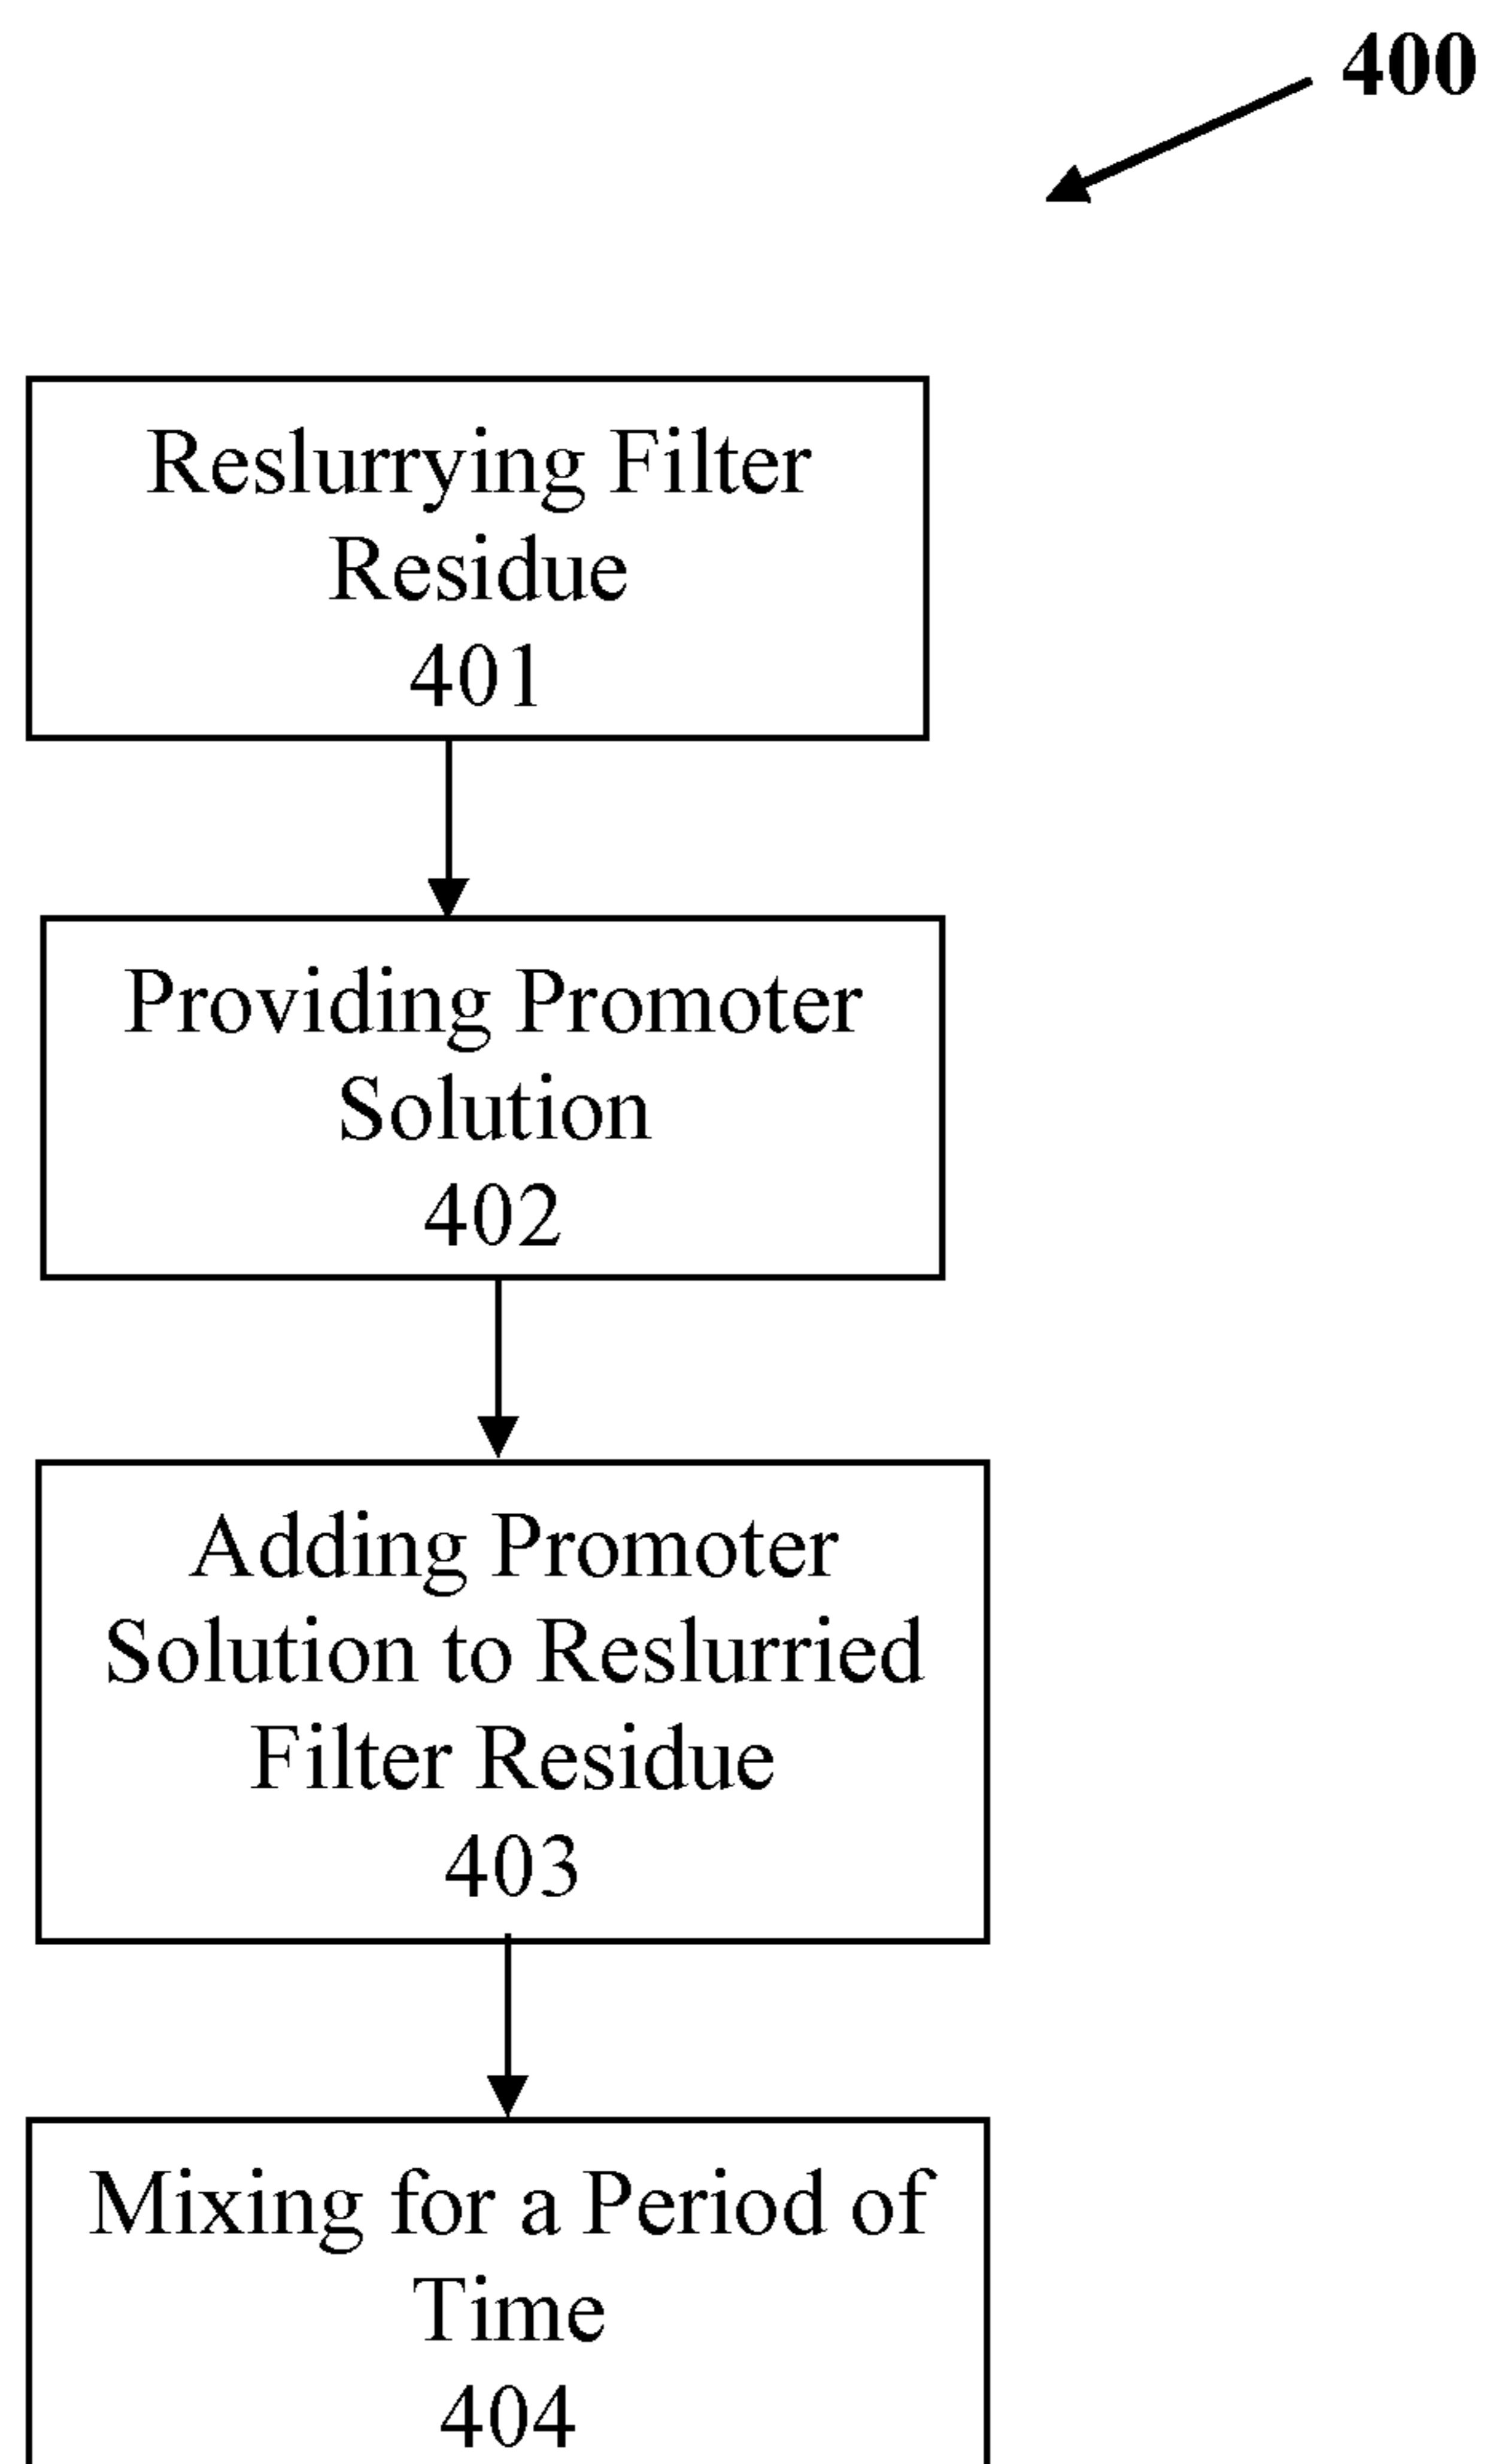 400
Reslurrying Filter
Residue
401
Providing Promoter
Solution
402
Adding Promoter
Solution to Reslurried
Filter Residue
403
Mixing for a Period of
Time
404